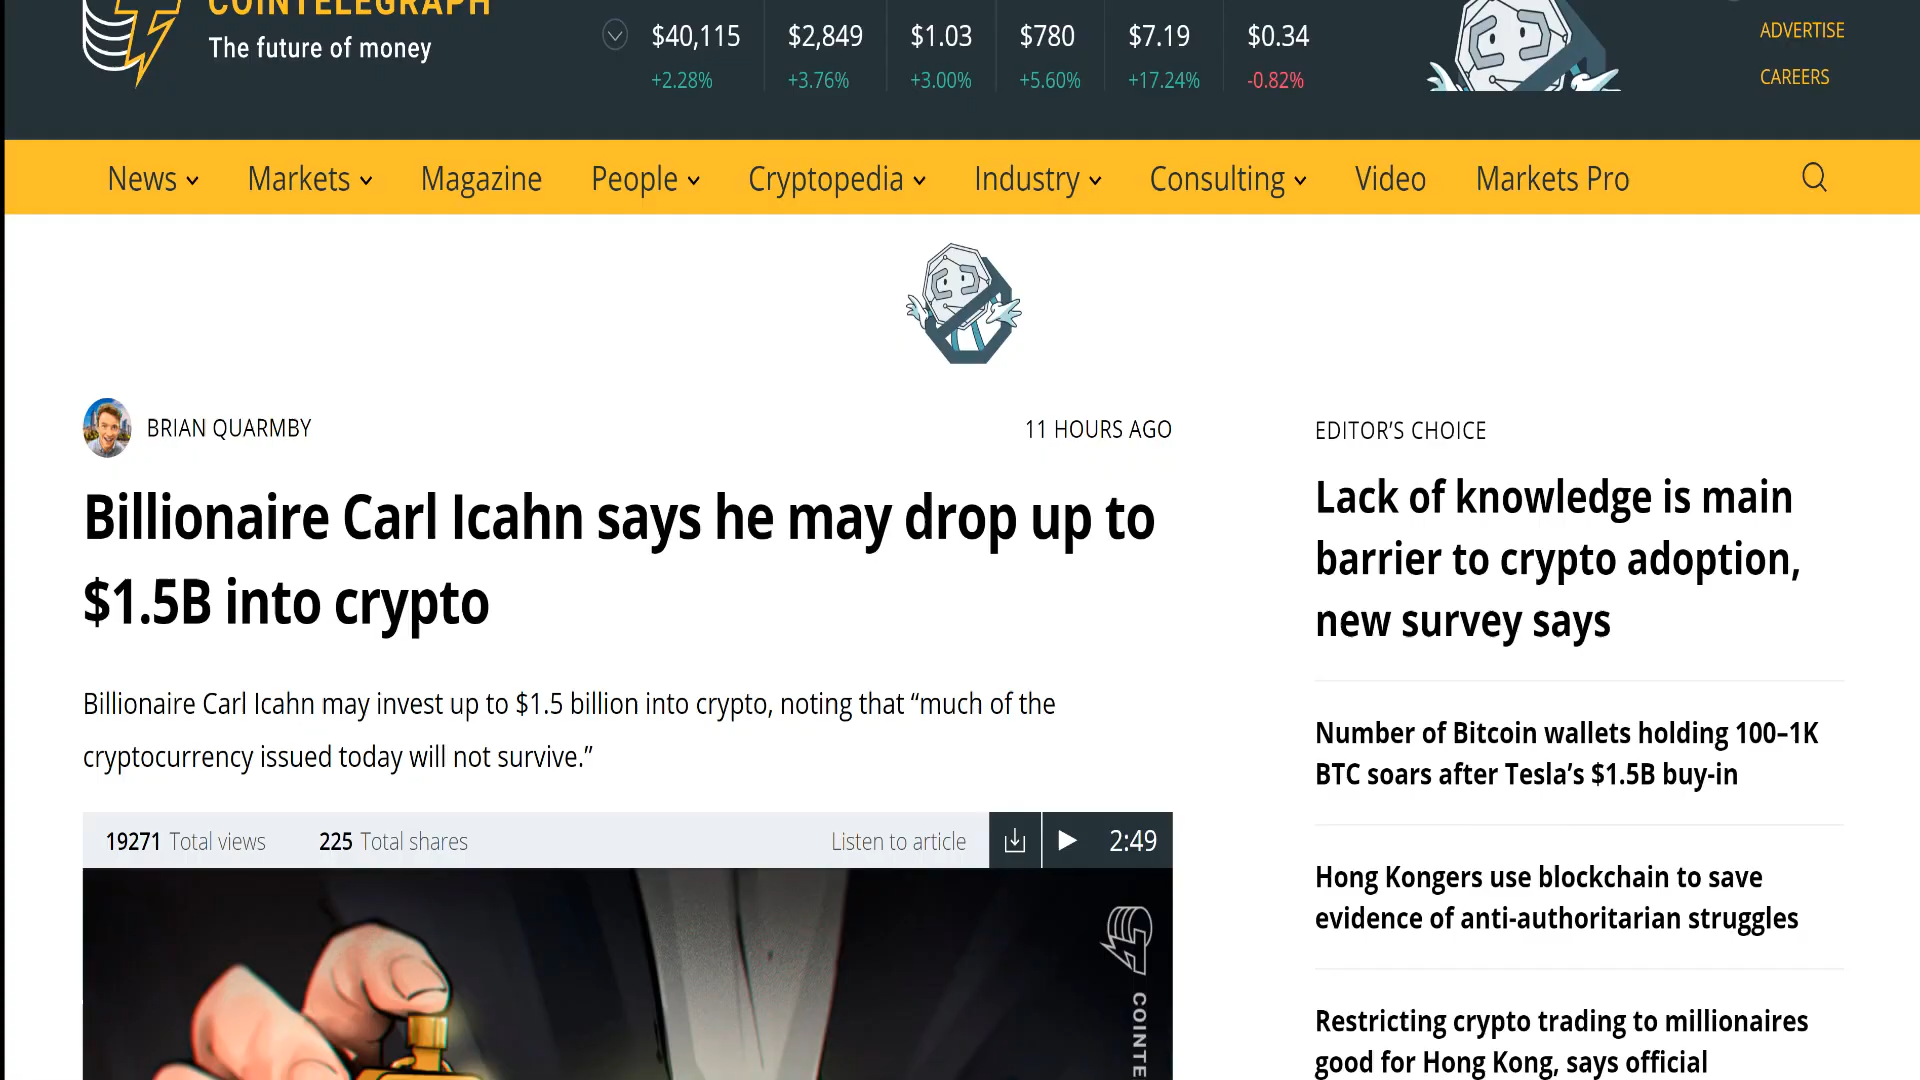 COINTELEGRAPH
The future of money
$40,115 $2,849 $1.03 $780 $7.19 $0.34
+2.28% +3.76% +3.00% +5.60% +17.24% -0.82%
ADVERTISE
CAREERS
News Markets Magazine People Cryptopedia Industry Consulting Video Markets Pro
BRIAN QUARMBY
11 HOURS AGO
Billionaire Carl Icahn says he may drop up to
$1.5B into crypto
Billionaire Carl Icahn may invest up to $1.5 billion into crypto, noting that “much of the
cryptocurrency issued today will not survive.”
19271 Total views 225 Total shares Listen to article 2:49
COINTE
EDITOR’S CHOICE
Lack of knowledge is main
barrier to crypto adoption,
new survey says
Number of Bitcoin wallets holding 100–1K
BTC soars after Tesla’s $1.5B buy-in
Hong Kongers use blockchain to save
evidence of anti-authoritarian struggles
Restricting crypto trading to millionaires
good for Hong Kong, says official